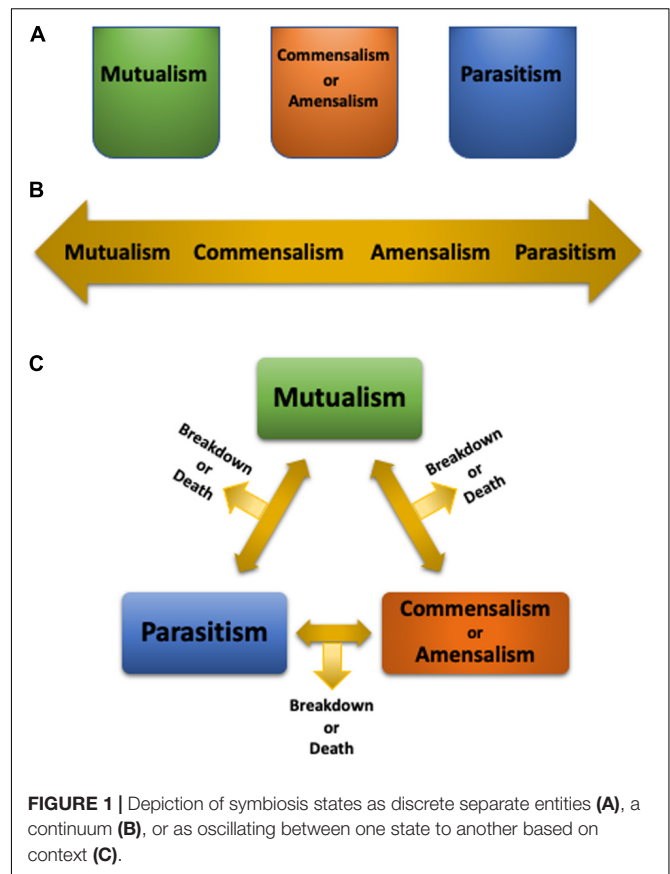 A
Mutualism
Commensalism
or
Amensalism
Parasitism
B
Mutualism Commensalism Amensalism Parasitism
C
Mutualism
Breakdown
or
Death
Breakdown
or
Death
Parasitism
Commensalism
or
Amensalism
Breakdown
or
Death
FIGURE 1 | Depiction of symbiosis states as discrete separate entities (A), a
continuum (B), or as oscillating between one state to another based on
context (C).